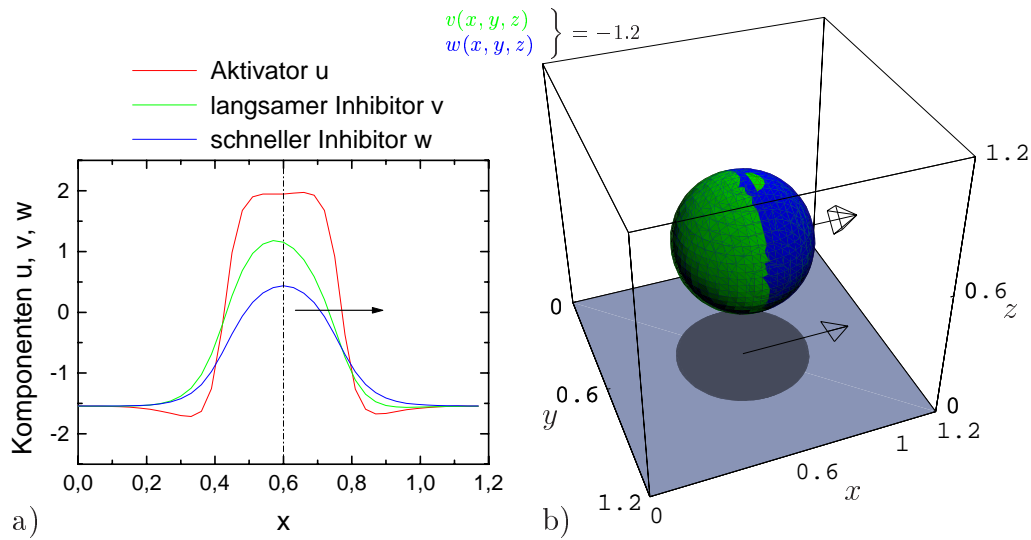 Aktivator u
langsamer Inhibitor v
schneller Inhibitor w
Komponenten u, v, w
2
1
0
-1
-2
0,0
0,2
0,4
0,6
0,8
1,0
1,2
x
a)
v(x, y, z)
w(x, y, z)
} = −1.2
1.2
0.6
z
0
0
0.6
y
1.2
0
0.6
x
1
1.2
b)